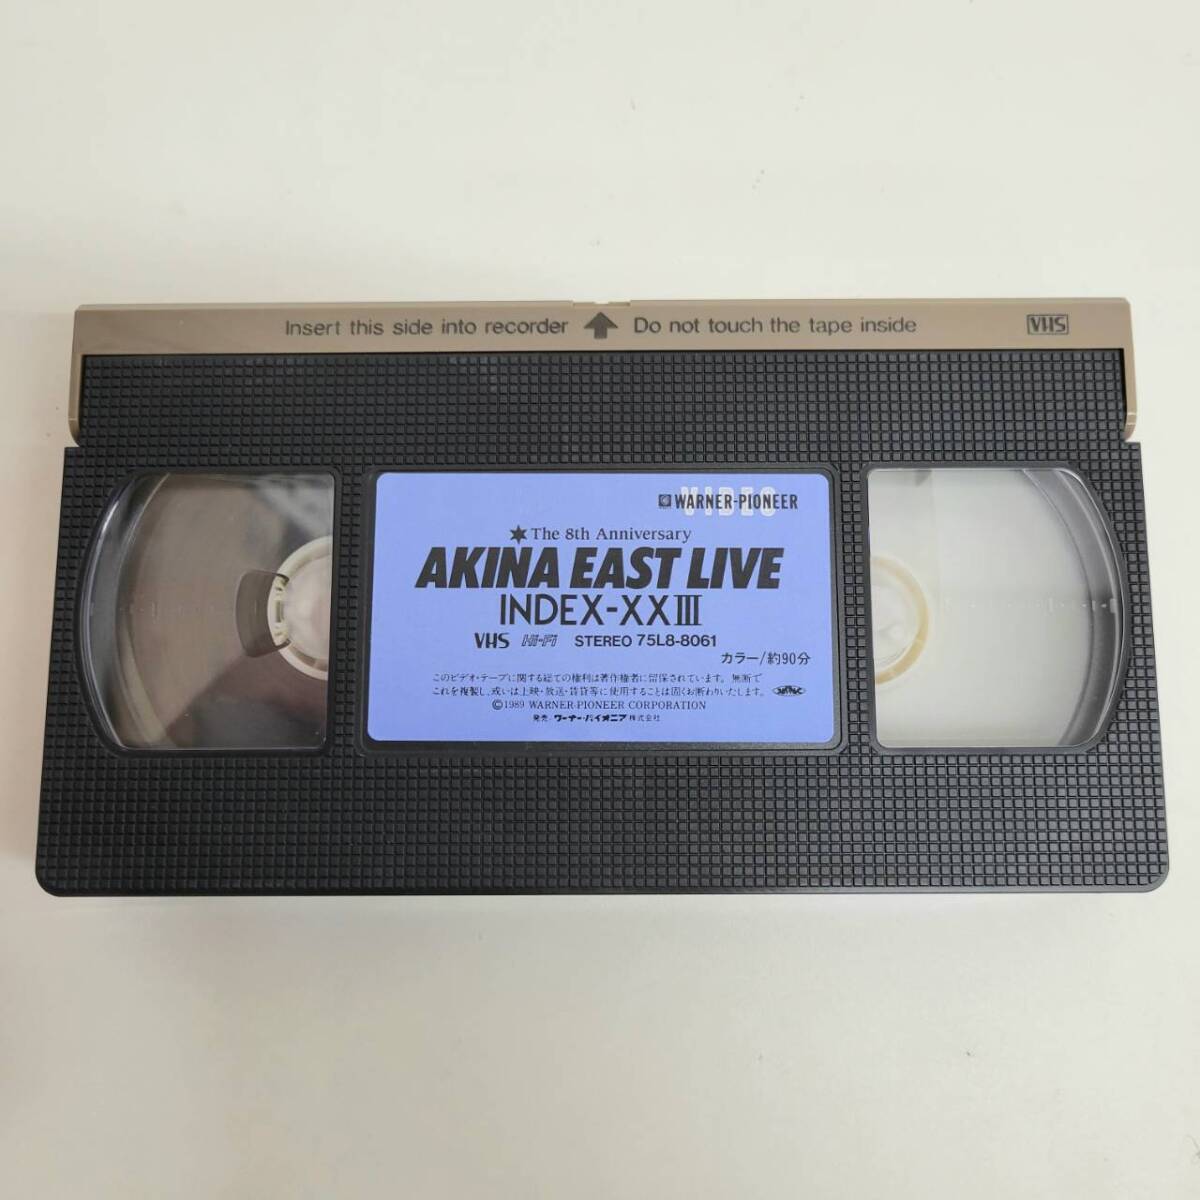 Insert this side into recorder Do not touch the tape inside VHS
VIDEO
WARNER-PIONEER
The 8th Anniversary
AKINA EAST LIVE
INDEX-XXIII
VHS Hi-Fi STEREO 75L8-8061
カラー/約90分
このビデオ・テープに関する総ての権利は著作権者に留保されています。無断で
これを複製し、或いは上映・放送・賃貸等に使用することは固くお断わりいたします。
©1989 WARNER-PIONEER CORPORATION
発売:ワーナー・パイオニア株式会社